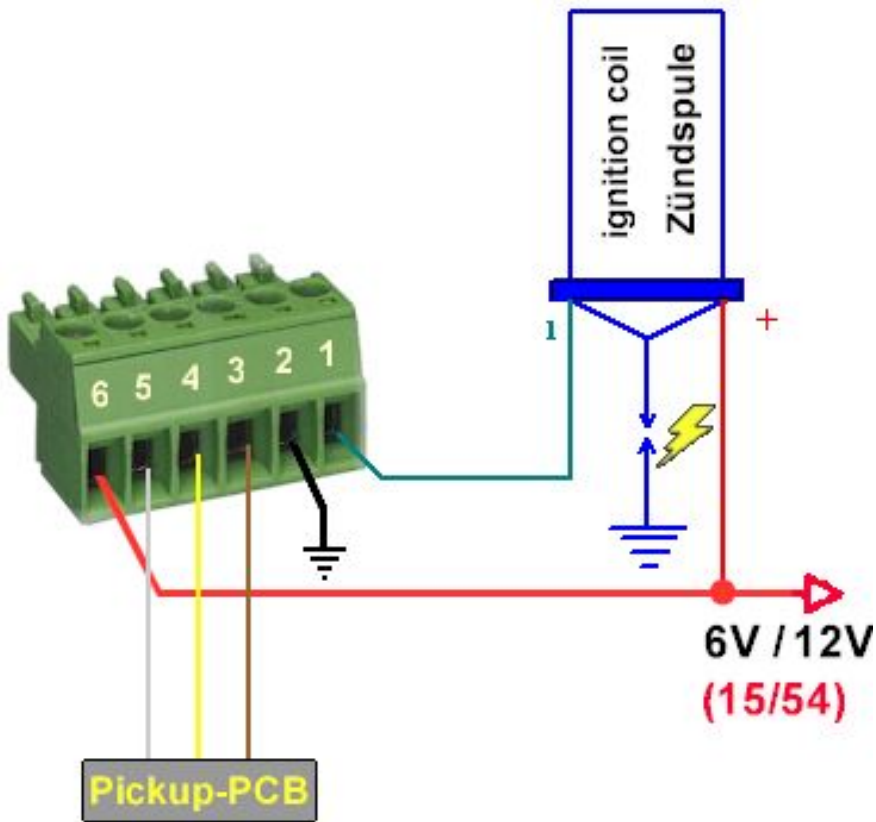 ignition coil
Zündspule
1
+
6 5 4 3 2 1
6V / 12V
(15/54)
Pickup-PCB